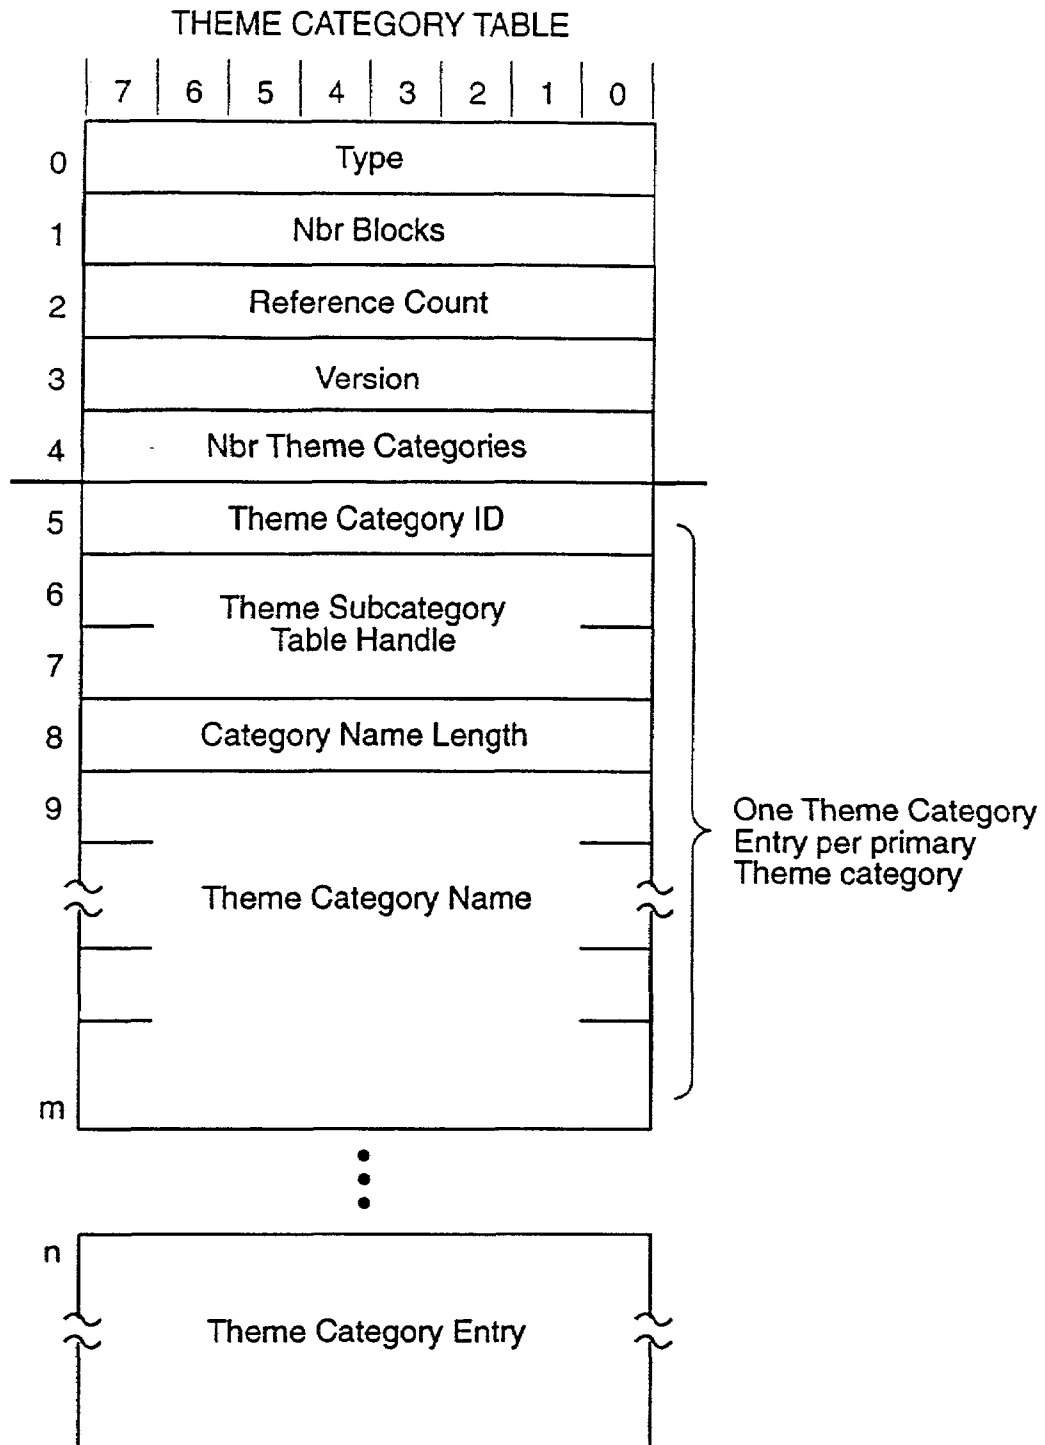 THEME CATEGORY TABLE
7 6 5 4 3 2 1 0
0 Type
1 Nbr Blocks
2 Reference Count
3 Version
4 Nbr Theme Categories
5 Theme Category ID
6
Theme Subcategory
Table Handle
7
8 Category Name Length
9
One Theme Category
Entry per primary
Theme category
Theme Category Name
m
n
Theme Category Entry